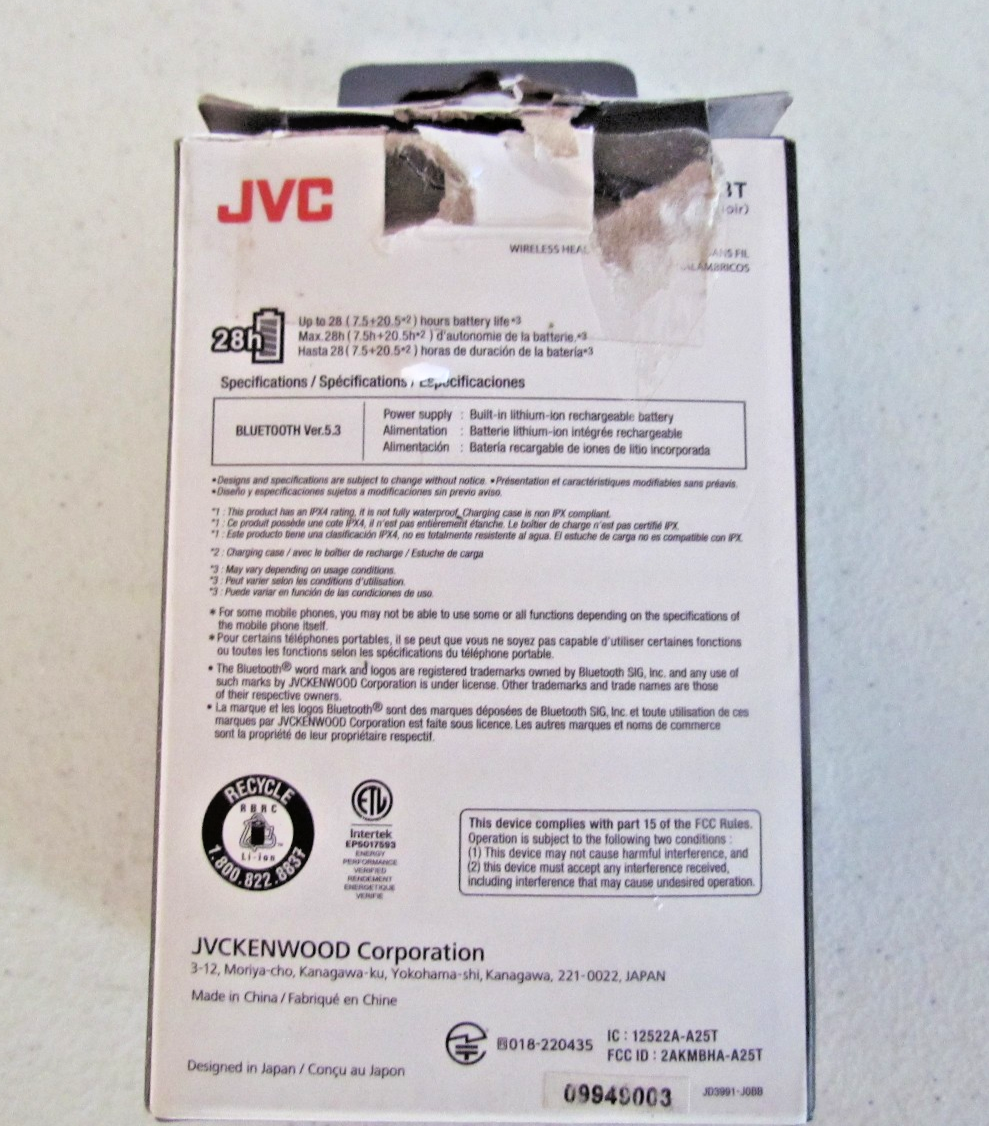 JVC
WIRELESS
28h
Up to 28 ( 7.5+20.5*2 ) hours battery life*3
Max.28h ( 7.5h+20.5h*2 ) d'autonomie de la batterie.*3
Hasta 28 ( 7.5+20.5*2 ) horas de duración de la batería*3
Specifications / Spécifications / Especificaciones
BLUETOOTH Ver.5.3
Power supply : Built-in lithium-ion rechargeable battery
Alimentation : Batterie lithium-ion intégrée rechargeable
Alimentación : Batería recargable de iones de litio incorporada
•Designs and specifications are subject to change without notice. •Présentation et caractéristiques modifiables sans préavis.
•Diseño y especificaciones sujetos a modificaciones sin previo aviso.
*1 : This product has an IPX4 rating, it is not fully waterproof. Charging case is non IPX compliant.
*1 : Ce produit possède une cote IPX4, il n'est pas entièrement étanche. Le boîtier de charge n'est pas certifié IPX.
*1 : Este producto tiene una clasificación IPX4, no es totalmente resistente al agua. El estuche de carga no es compatible con IPX.
*2 : Charging case / avec le boîtier de recharge / Estuche de carga
*3 : May vary depending on usage conditions.
*3 : Peut varier selon les conditions d'utilisation.
*3 : Puede variar en función de las condiciones de uso.
• For some mobile phones, you may not be able to use some or all functions depending on the specifications of
the mobile phone itself.
• Pour certains téléphones portables, il se peut que vous ne soyez pas capable d'utiliser certaines fonctions
ou toutes les fonctions selon les spécifications du téléphone portable.
• The Bluetooth® word mark and logos are registered trademarks owned by Bluetooth SIG, Inc. and any use of
such marks by JVCKENWOOD Corporation is under license. Other trademarks and trade names are those
of their respective owners.
• La marque et les logos Bluetooth® sont des marques déposées de Bluetooth SIG, Inc. et toute utilisation de ces
marques par JVCKENWOOD Corporation est faite sous licence. Les autres marques et noms de commerce
sont la propriété de leur propriétaire respectif.
RECYCLE
RBRC
Li-ion
1.800.822.8837
ETL
Intertek
EPS017593
ENERGY
PERFORMANCE
VERIFIED
RENDEMENT
ENERGETIQUE
VERIFIE
This device complies with part 15 of the FCC Rules.
Operation is subject to the following two conditions :
(1) This device may not cause harmful interference, and
(2) this device must accept any interference received,
including interference that may cause undesired operation.
JVCKENWOOD Corporation
3-12, Moriya-cho, Kanagawa-ku, Yokohama-shi, Kanagawa, 221-0022, JAPAN
Made in China / Fabriqué en Chine
R018-220435
IC : 12522A-A25T
FCC ID : 2AKMBHA-A25T
Designed in Japan / Conçu au Japon
09949003
JD3991-J0BB